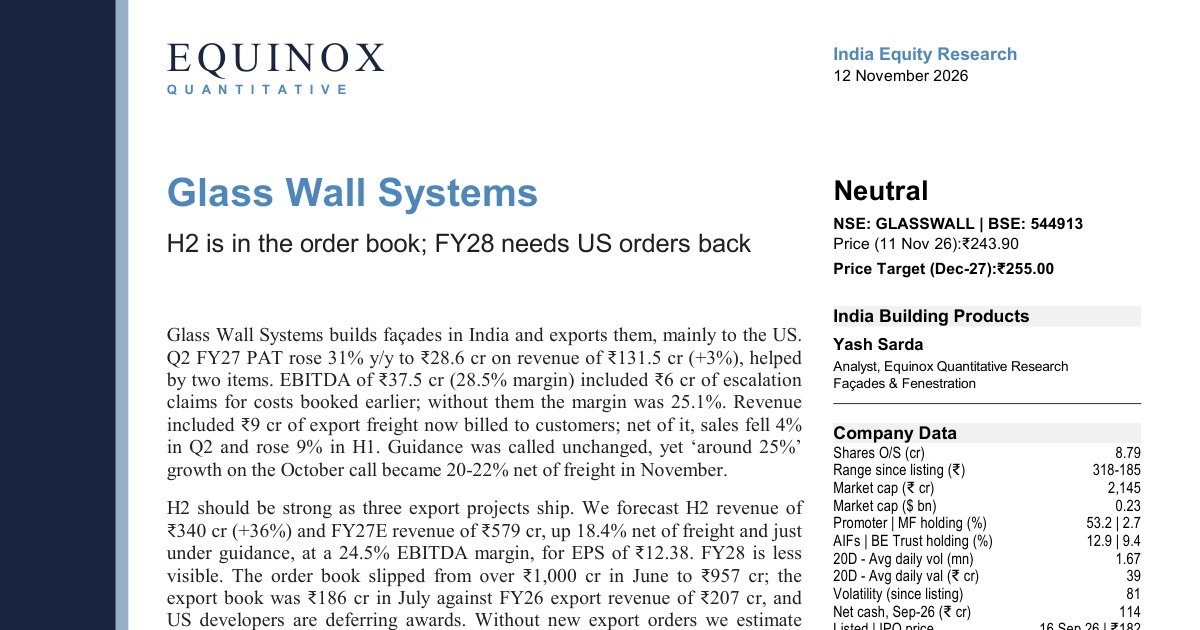 EQUINOX
QUANTITATIVE
India Equity Research
12 November 2026
Glass Wall Systems
H2 is in the order book; FY28 needs US orders back
Glass Wall Systems builds façades in India and exports them, mainly to the US.
Q2 FY27 PAT rose 31% y/y to ₹28.6 cr on revenue of ₹131.5 cr (+3%), helped
by two items. EBITDA of ₹37.5 cr (28.5% margin) included ₹6 cr of escalation
claims for costs booked earlier; without them the margin was 25.1%. Revenue
included ₹9 cr of export freight now billed to customers; net of it, sales fell 4%
in Q2 and rose 9% in H1. Guidance was called unchanged, yet ‘around 25%’
growth on the October call became 20-22% net of freight in November.
H2 should be strong as three export projects ship. We forecast H2 revenue of
₹340 cr (+36%) and FY27E revenue of ₹579 cr, up 18.4% net of freight and just
under guidance, at a 24.5% EBITDA margin, for EPS of ₹12.38. FY28 is less
visible. The order book slipped from over ₹1,000 cr in June to ₹957 cr; the
export book was ₹186 cr in July against FY26 export revenue of ₹207 cr, and
US developers are deferring awards. Without new export orders we estimate
Neutral
NSE: GLASSWALL | BSE: 544913
Price (11 Nov 26):₹243.90
Price Target (Dec-27):₹255.00
India Building Products
Yash Sarda
Analyst, Equinox Quantitative Research
Façades & Fenestration
Company Data
Shares O/S (cr) 8.79
Range since listing (₹) 318-185
Market cap (₹ cr) 2,145
Market cap ($ bn) 0.23
Promoter | MF holding (%) 53.2 | 2.7
AIFs | BE Trust holding (%) 12.9 | 9.4
20D - Avg daily vol (mn) 1.67
20D - Avg daily val (₹ cr) 39
Volatility (since listing) 81
Net cash, Sep-26 (₹ cr) 114
Listed | IPO price 16 Sep 26 | ₹182